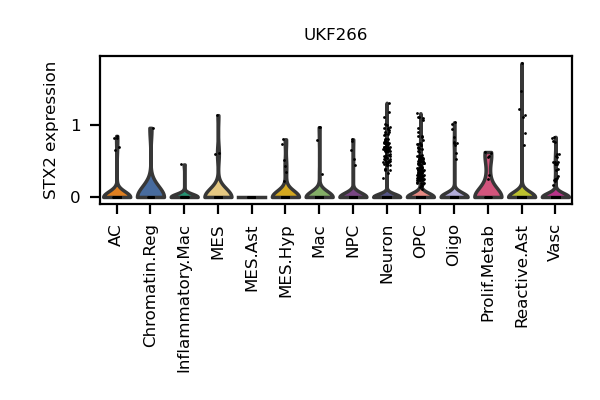 UKF266
STX2 expression
1
0
AC
Chromatin.Reg
Inflammatory.Mac
MES
MES.Ast
MES.Hyp
Mac
NPC
Neuron
OPC
Oligo
Prolif.Metab
Reactive.Ast
Vasc